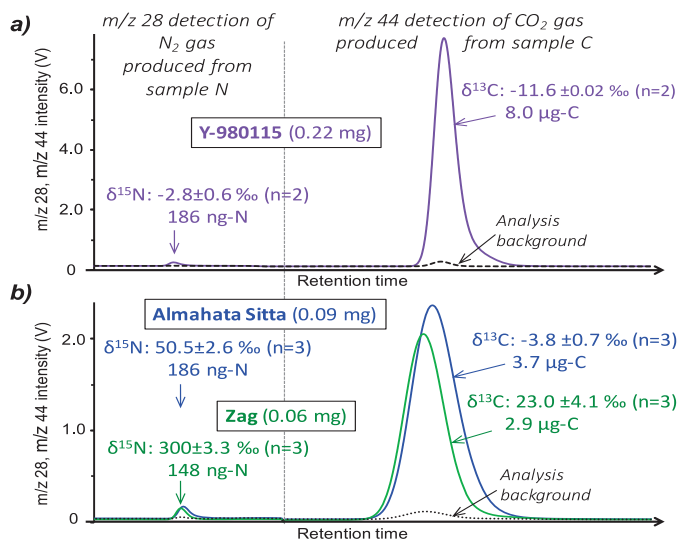 a)
m/z 28 detection of
N₂ gas
produced from
sample N
m/z 44 detection of CO₂ gas
produced from sample C
m/z 28, m/z 44 intensity (V)
6.0
4.0
2.0
0
Y-980115 (0.22 mg)
δ¹³C: -11.6 ±0.02 ‰ (n=2)
8.0 μg-C
δ¹⁵N: -2.8±0.6 ‰ (n=2)
186 ng-N
Analysis
background
Retention time
b)
m/z 28, m/z 44 intensity (V)
2.0
1.0
0
Almahata Sitta (0.09 mg)
δ¹⁵N: 50.5±2.6 ‰ (n=3)
186 ng-N
δ¹³C: -3.8 ±0.7 ‰ (n=3)
3.7 μg-C
Zag (0.06 mg)
δ¹³C: 23.0 ±4.1 ‰ (n=3)
2.9 μg-C
δ¹⁵N: 300±3.3 ‰ (n=3)
148 ng-N
Analysis
background
Retention time